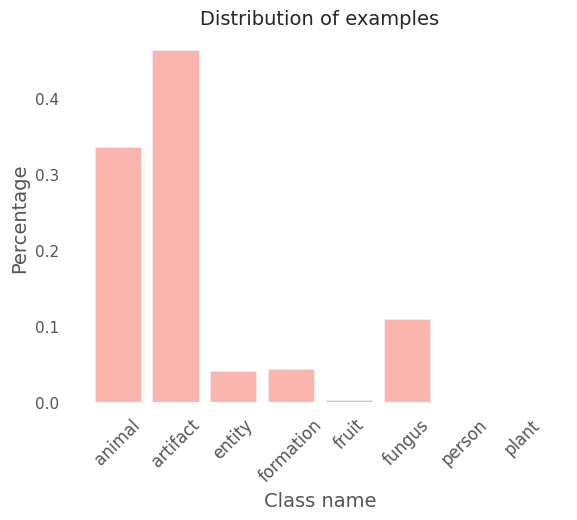 Distribution of examples
Percentage
0.4
0.3
0.2
0.1
0.0
animal
artifact
entity
formation
fruit
fungus
person
plant
Class name